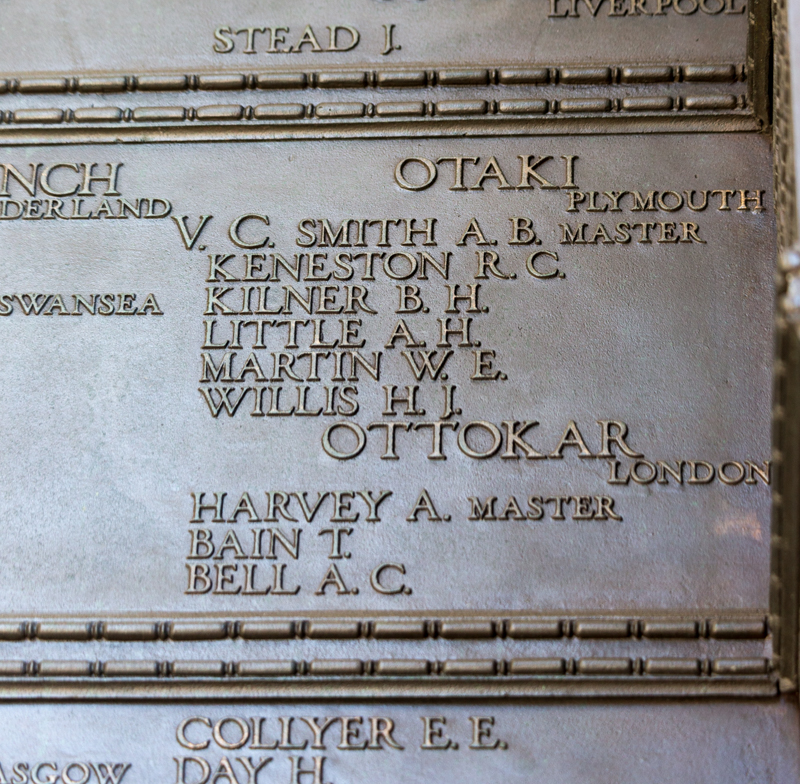 LIVERPOOL
STEAD J.
NCH
DERLAND
SWANSEA
OTAKI
PLYMOUTH
V. C. SMITH A. B. MASTER
KENESTON R. C.
KILNER B. H.
LITTLE A. H.
MARTIN W. E.
WILLIS H. J.
OTTOKAR
LONDON
HARVEY A. MASTER
BAIN T.
BELL A. C.
COLLYER E. E.
ASGOW
DAY H.